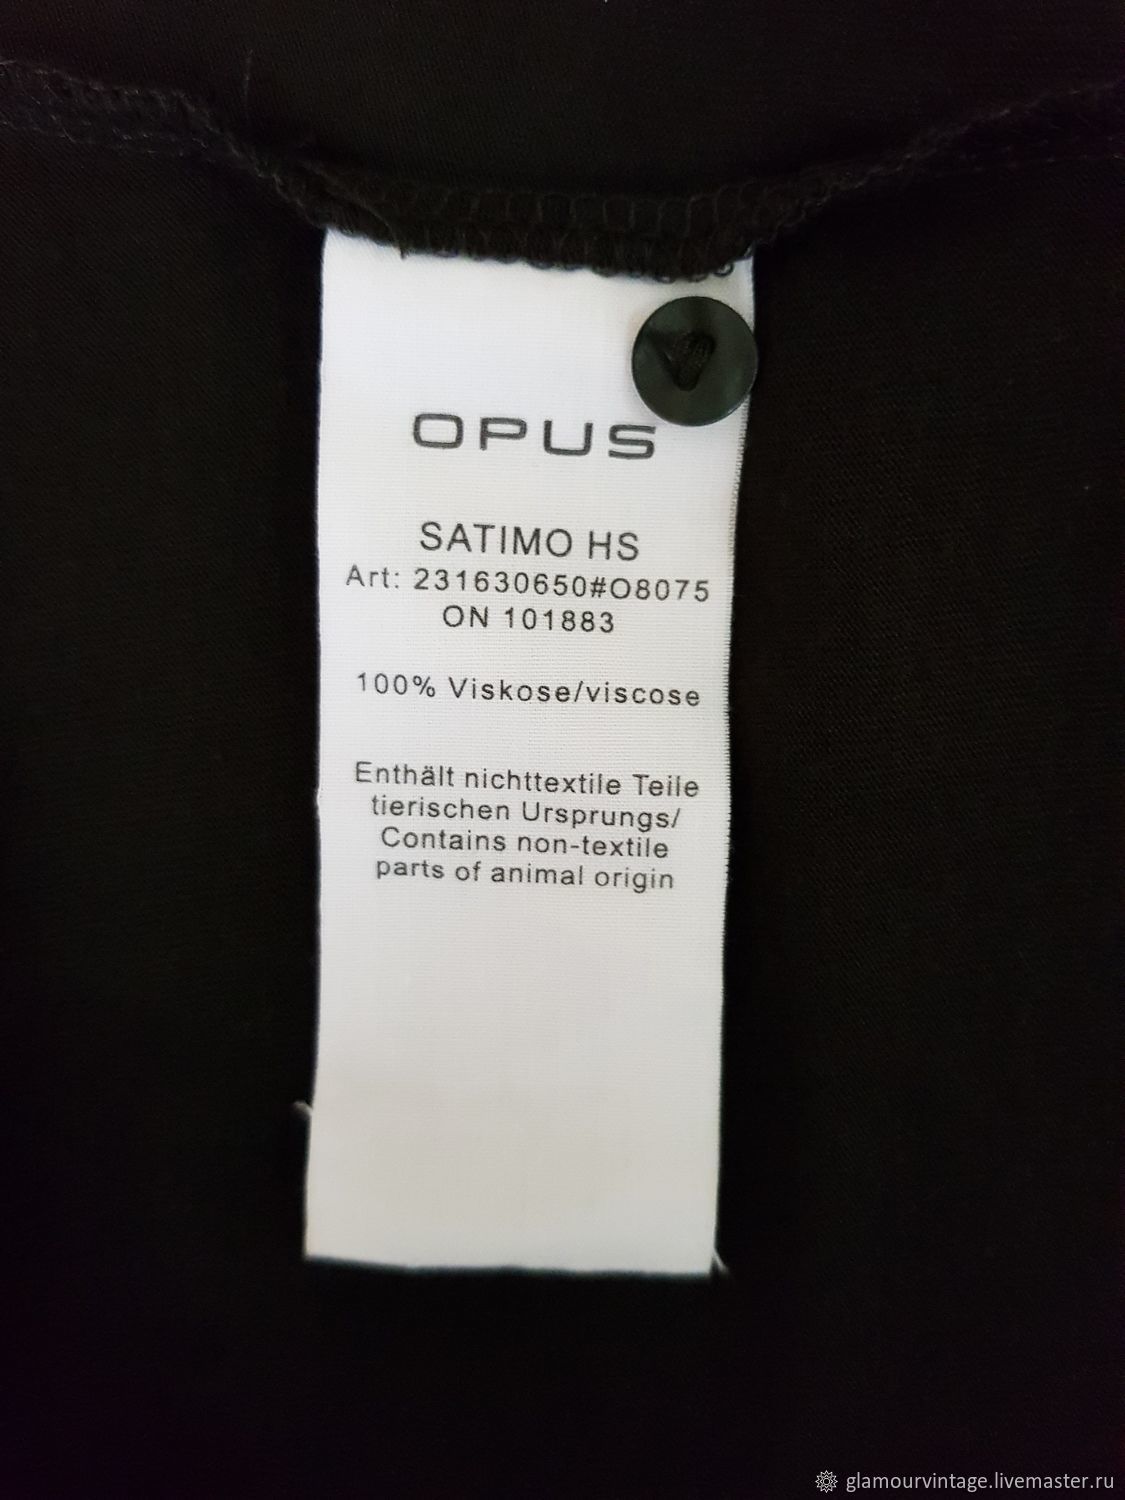 OPUS
SATIMO HS
Art: 231630650#O8075
ON 101883
100% Viskose/viscose
Enthält nichttextile Teile
tierischen Ursprungs/
Contains non-textile
parts of animal origin
glamourvintage.livemaster.ru